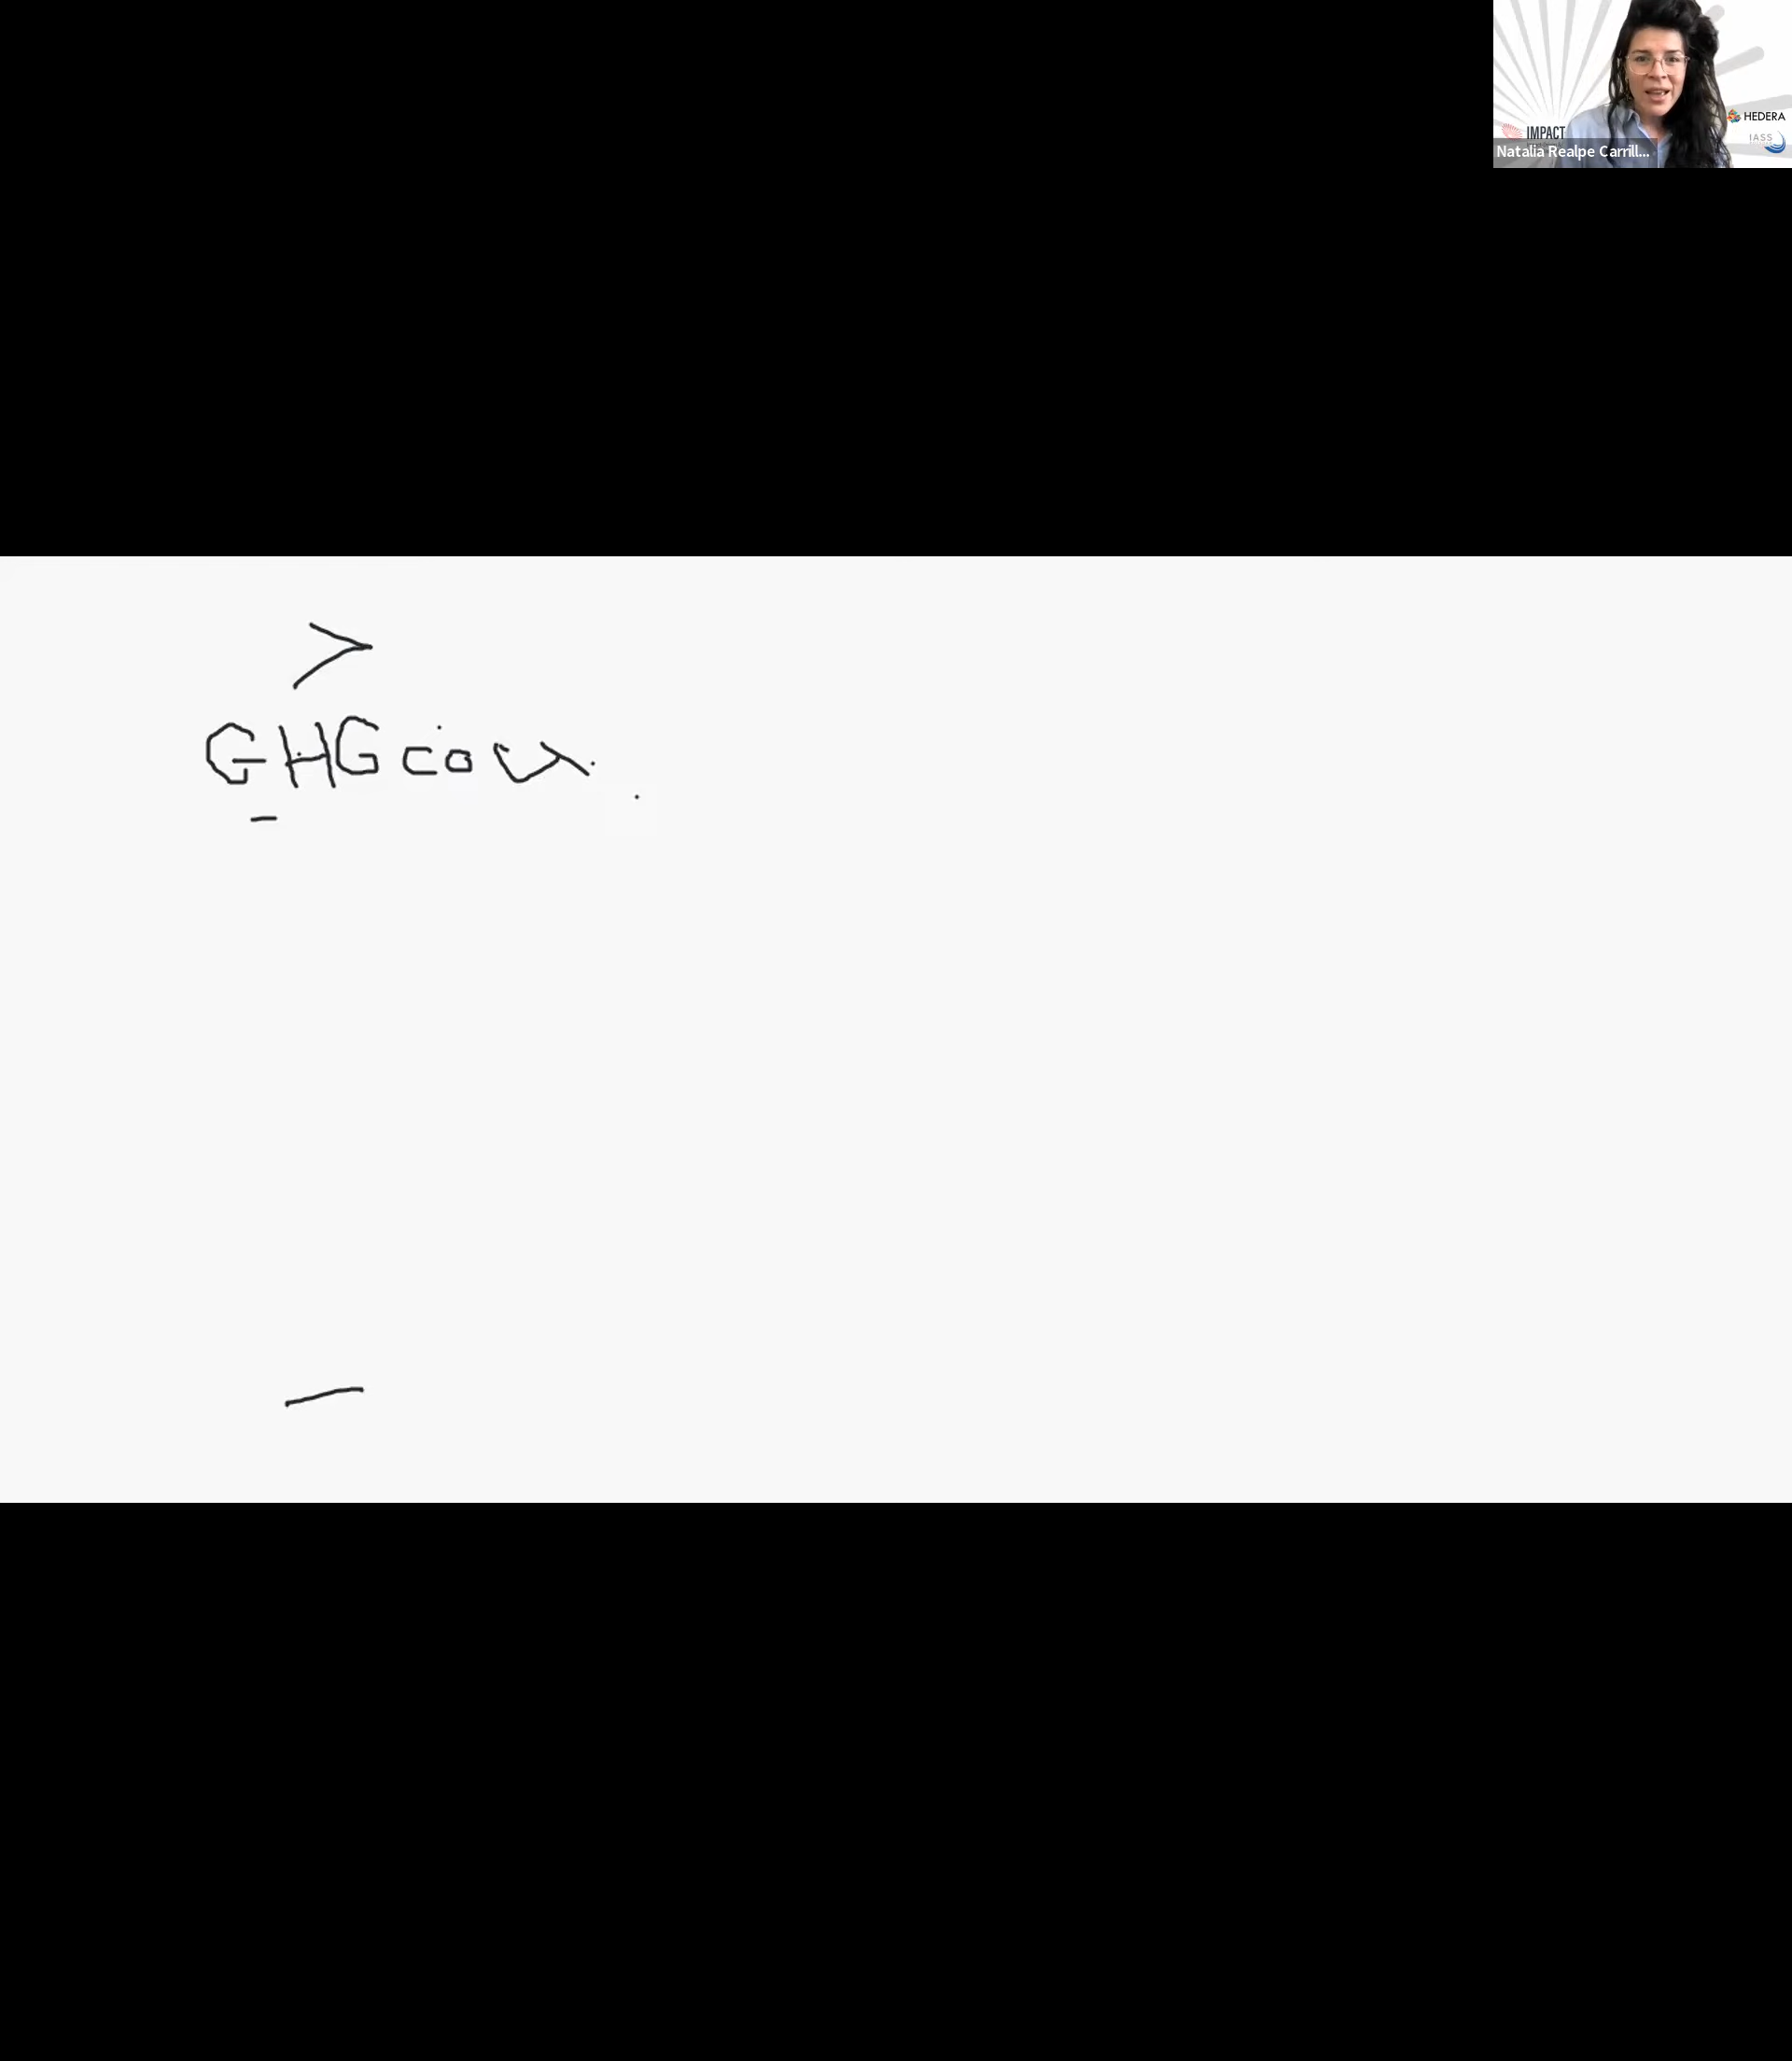 HEDERA
IMPACT
IASS
Natalia Realpe Carrill...
>
GHG